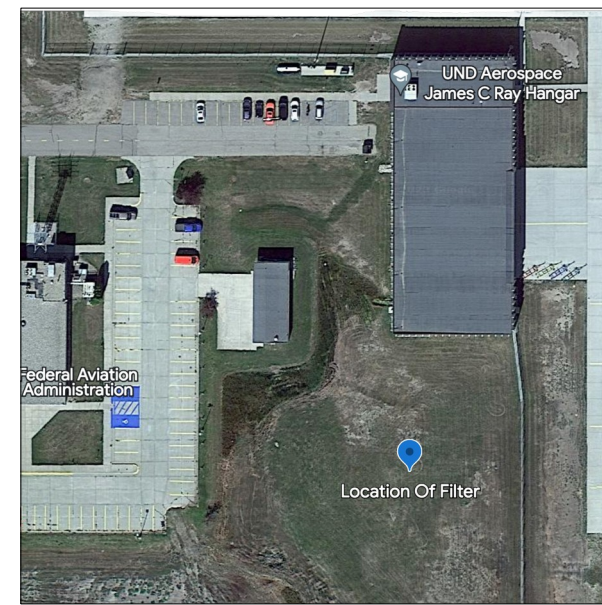 UND Aerospace
James C Ray Hangar
Federal Aviation
Administration
Location Of Filter